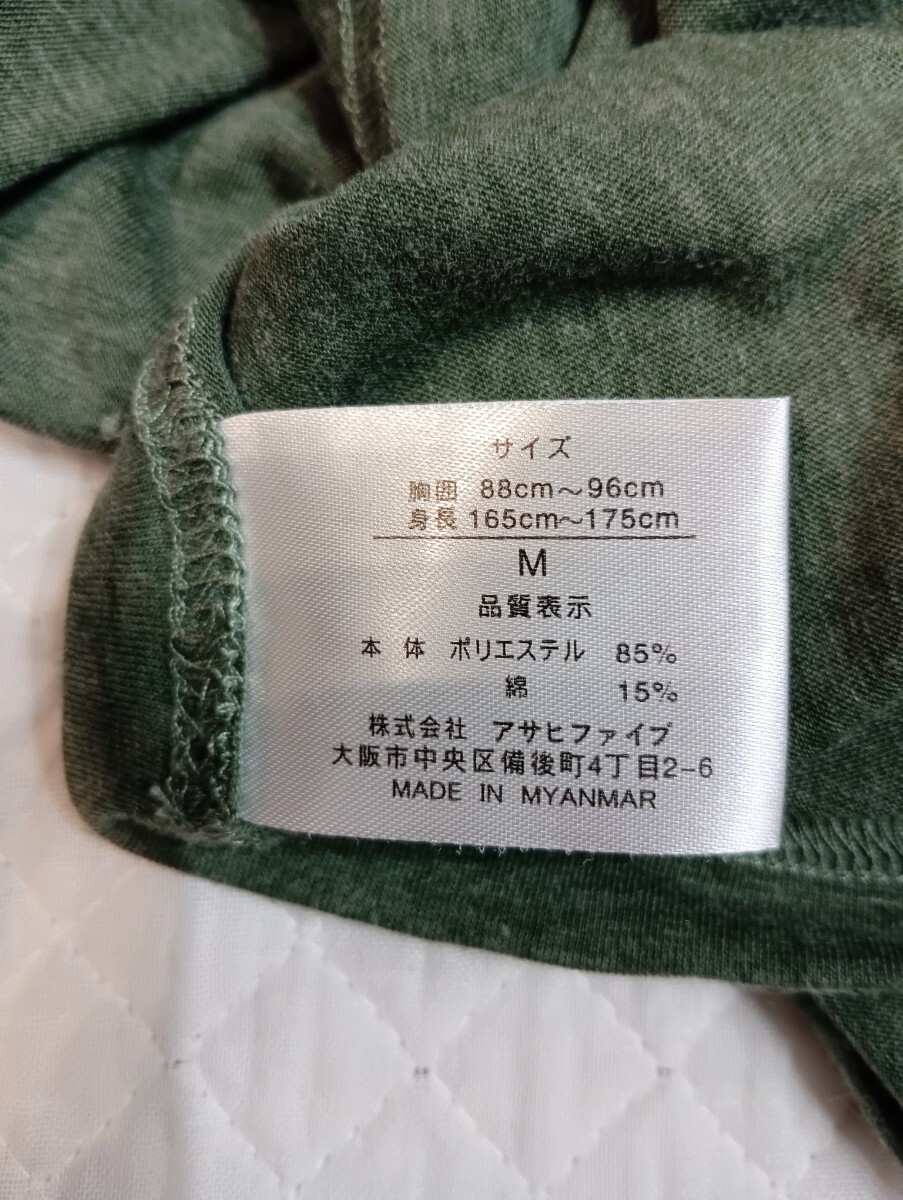 サイズ
胸囲 88cm～96cm
身長 165cm～175cm
M
品質表示
本 体 ポリエステル 85%
綿 15%
株式会社 アサヒファイブ
大阪市中央区備後町4丁目2-6
MADE IN MYANMAR